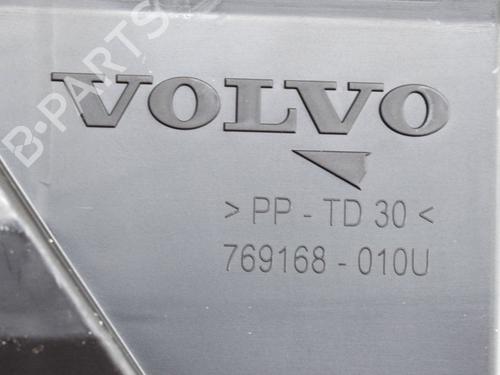 B-PARTS
VOLVO
> PP - TD 30 <
769168 - 010U